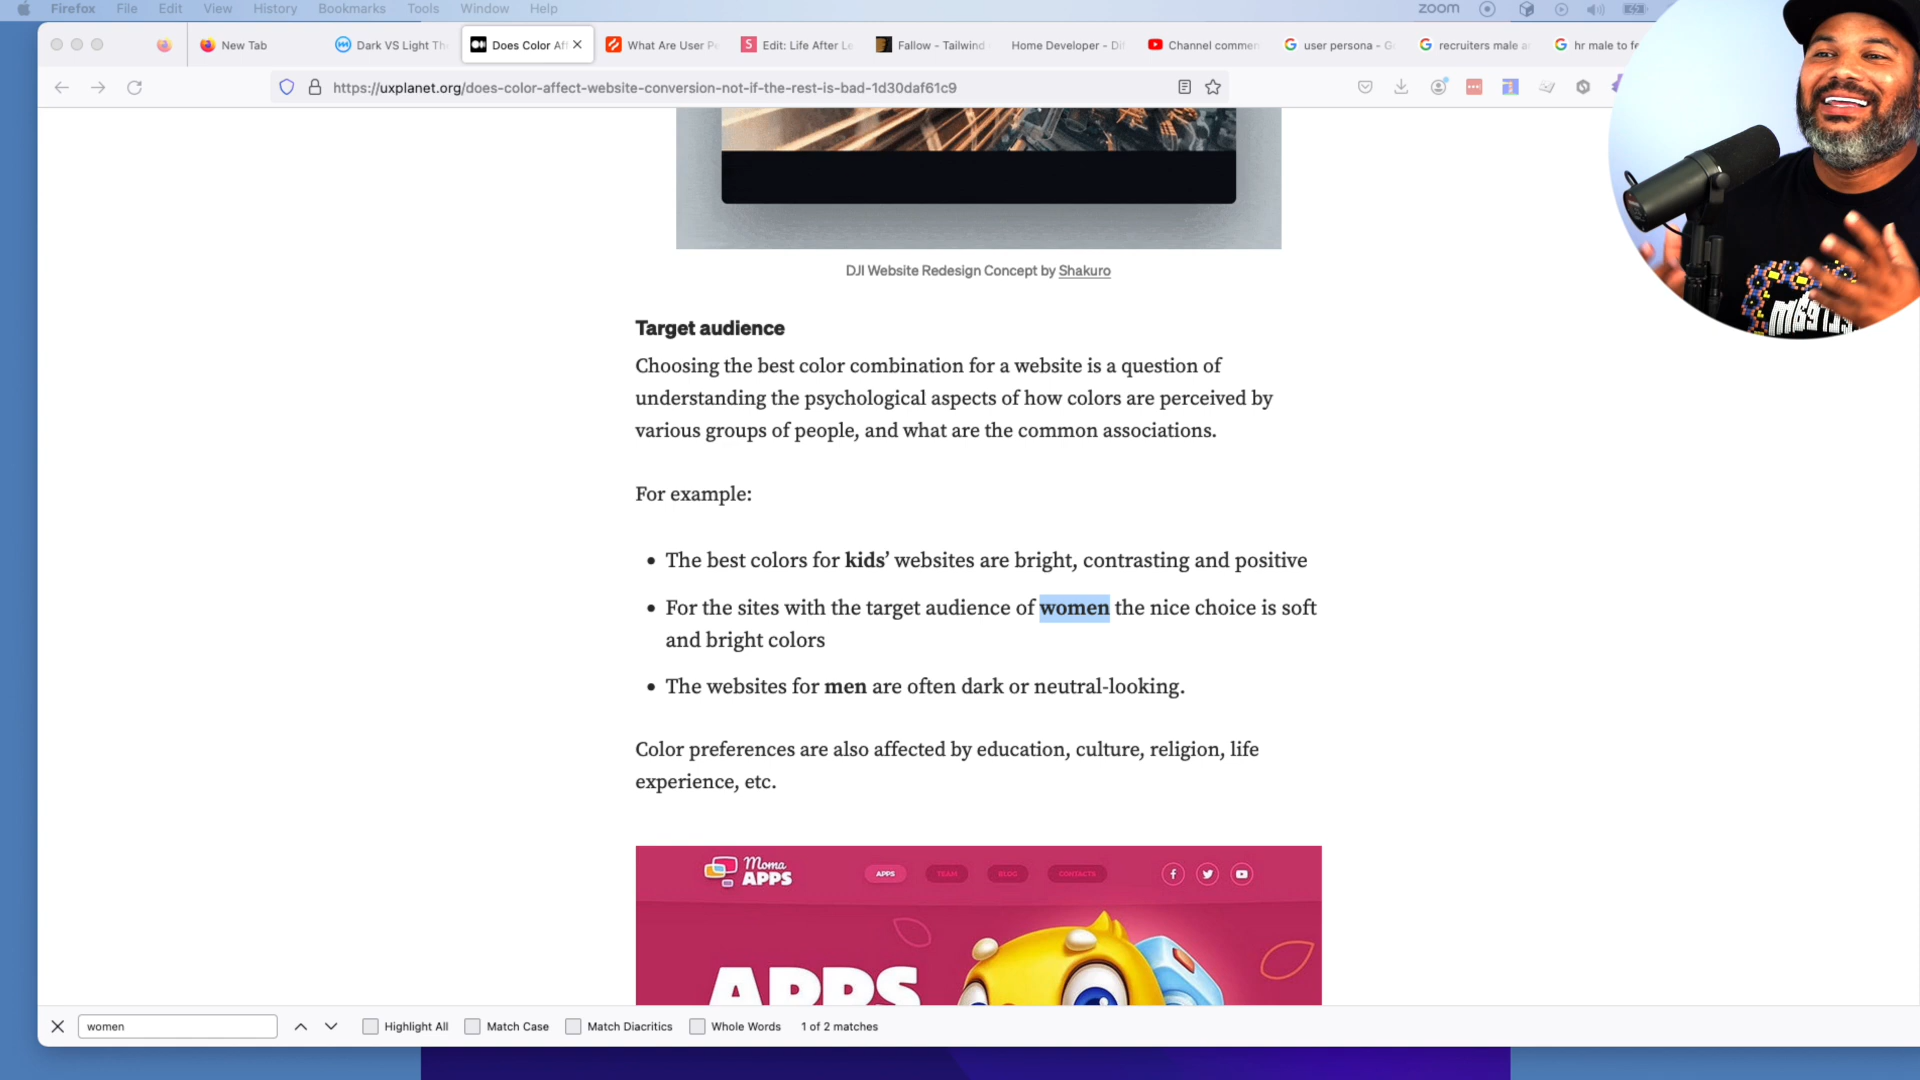 Firefox File Edit View History Bookmarks Tools Window Help
zoom
New Tab
Dark VS Light Th
Does Color Af
What Are User P
Edit: Life After L
Fallow - Tailwind
Home Developer - Di
Channel commen
user persona - G
recruiters male a
hr male to fe
https://uxplanet.org/does-color-affect-website-conversion-not-if-the-rest-is-bad-1d30daf61c9
DJI Website Redesign Concept by Shakuro
Target audience
Choosing the best color combination for a website is a question of
understanding the psychological aspects of how colors are perceived by
various groups of people, and what are the common associations.
For example:
• The best colors for kids’ websites are bright, contrasting and positive
• For the sites with the target audience of women the nice choice is soft
and bright colors
• The websites for men are often dark or neutral-looking.
Color preferences are also affected by education, culture, religion, life
experience, etc.
Moma
APPS
APPS TEAM BLOG CONTACTS
APPS
women
Highlight All Match Case Match Diacritics Whole Words 1 of 2 matches